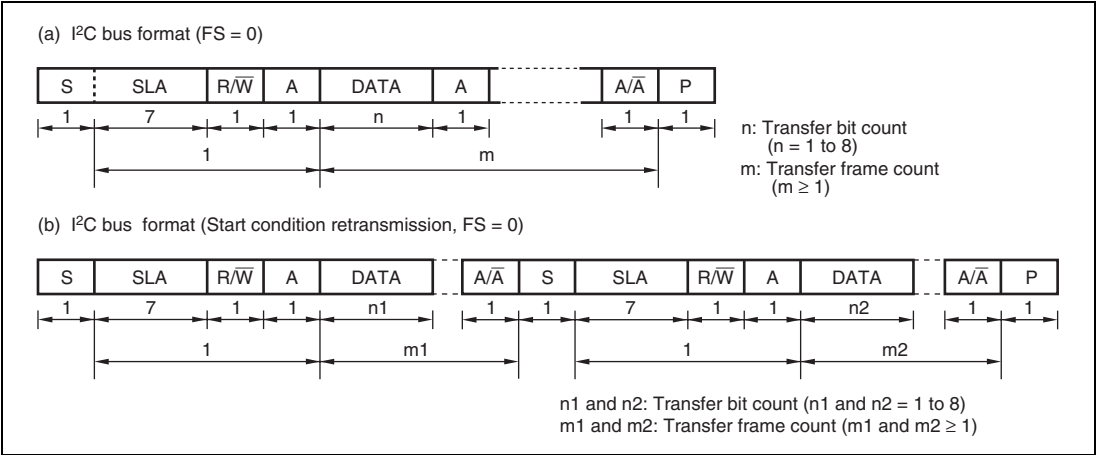 (a) I²C bus format (FS = 0)
S SLA R/W̅ A DATA A A/A̅ P
1 7 1 1 n 1 1 1
1 m
n: Transfer bit count
(n = 1 to 8)
m: Transfer frame count
(m ≥ 1)
(b) I²C bus format (Start condition retransmission, FS = 0)
S SLA R/W̅ A DATA A/A̅ S SLA R/W̅ A DATA A/A̅ P
1 7 1 1 n1 1 1 7 1 1 n2 1 1
1 m1 1 m2
n1 and n2: Transfer bit count (n1 and n2 = 1 to 8)
m1 and m2: Transfer frame count (m1 and m2 ≥ 1)